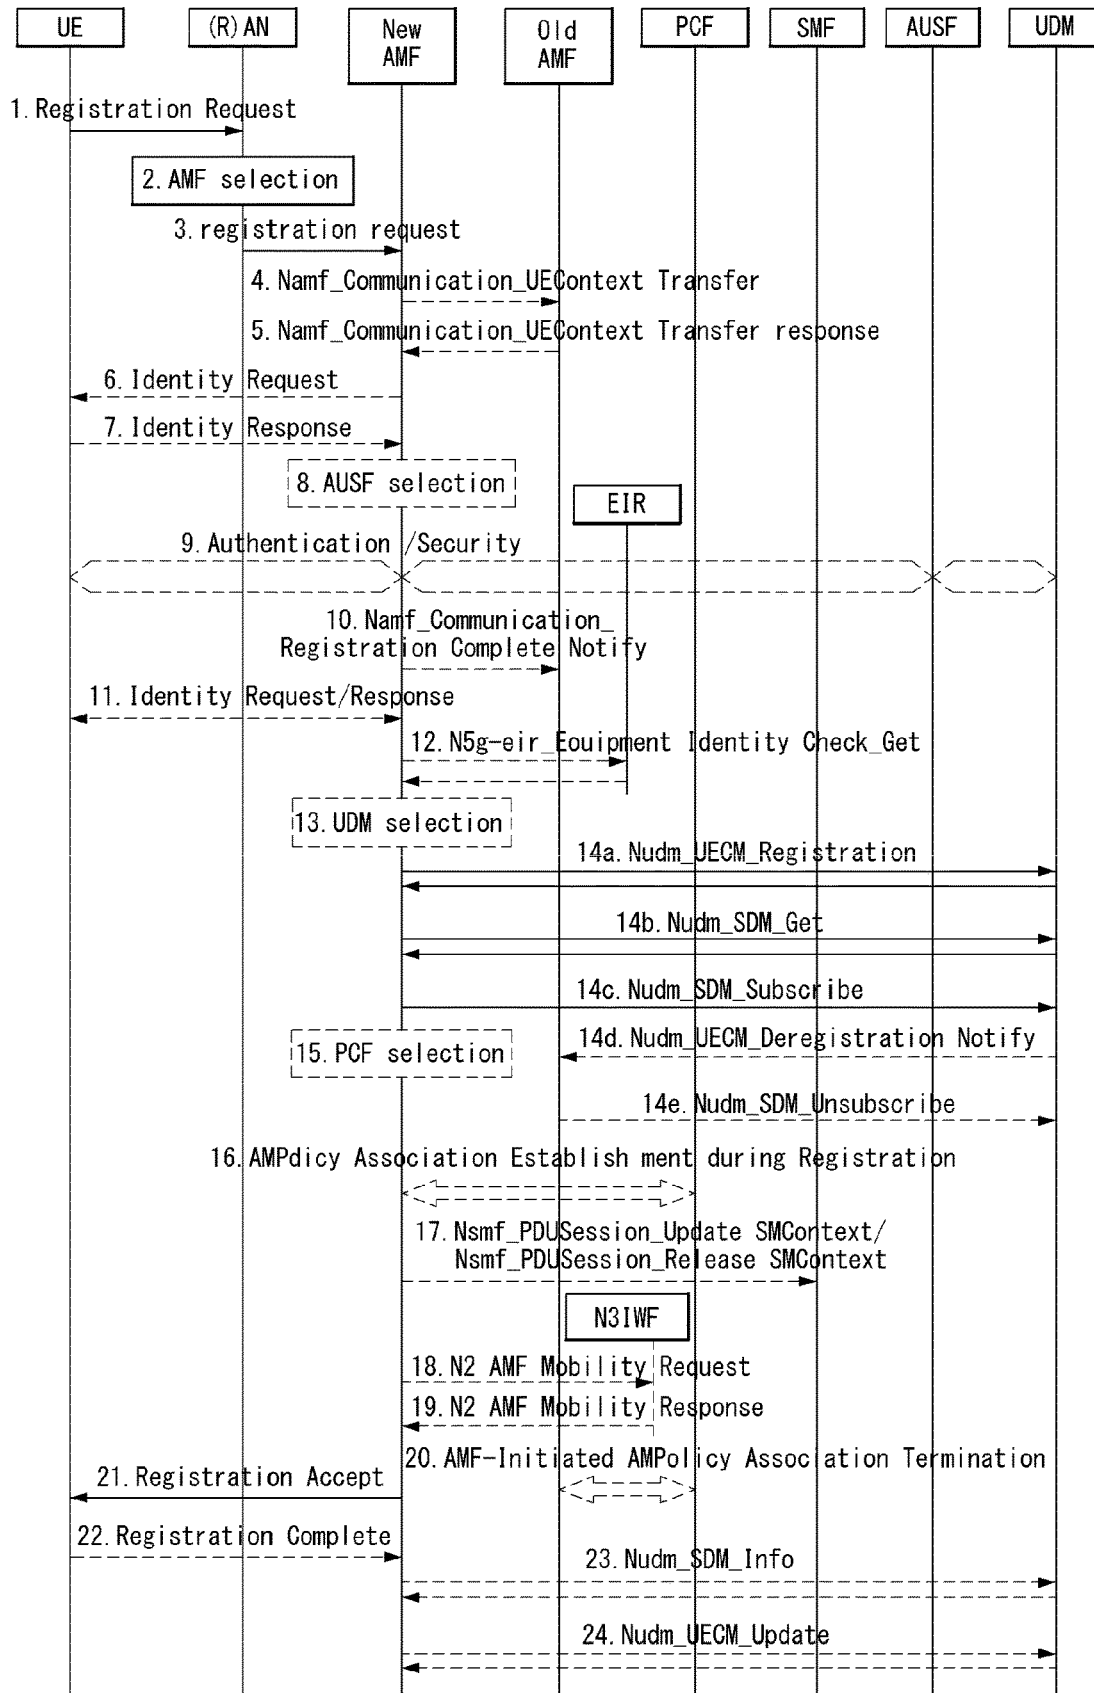 UE
(R)AN
New
AMF
Old
AMF
PCF
SMF
AUSF
UDM
1.Registration Request
2.AMF selection
3.registration request
4.Namf_Communication_UEContext Transfer
5.Namf_Communication_UEContext Transfer response
6.Identity Request
7.Identity Response
8.AUSF selection
EIR
9.Authentication /Security
10.Namf_Communication_
Registration Complete Notify
11.Identity Request/Response
12.N5g-eir_Eouipment Identity Check_Get
13.UDM selection
14a.Nudm_UECM_Registration
14b.Nudm_SDM_Get
14c.Nudm_SDM_Subscribe
14d.Nudm_UECM_Deregistration Notify
15.PCF selection
14e.Nudm_SDM_Unsubscribe
16.AMPdicy Association Establish ment during Registration
17.Nsmf_PDUSession_Update SMContext/
Nsmf_PDUSession_Release SMContext
N3IWF
18.N2 AMF Mobility Request
19.N2 AMF Mobility Response
20.AMF-Initiated AMPolicy Association Termination
21.Registration Accept
22.Registration Complete
23.Nudm_SDM_Info
24.Nudm_UECM_Update